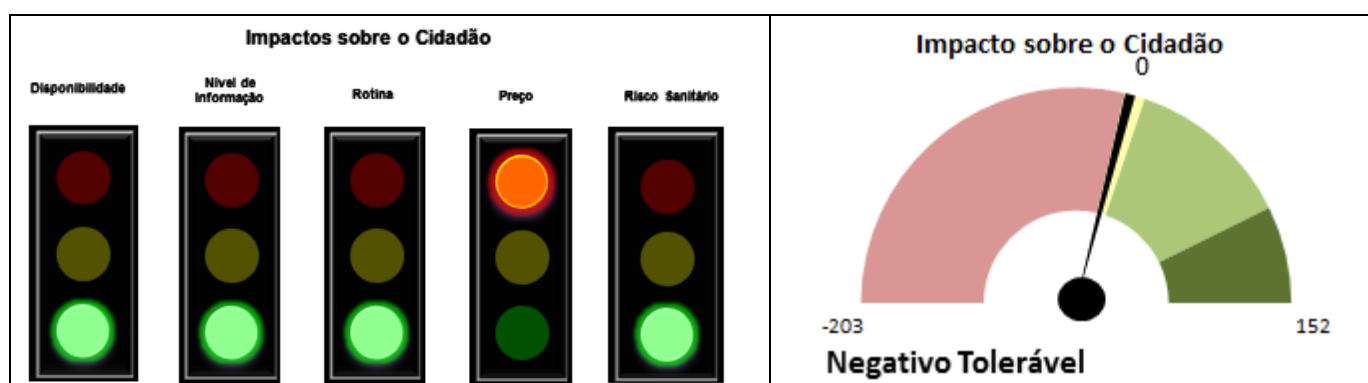 Impactos sobre o Cidadão
Disponibilidade
Nível de
Informação
Rotina
Preço
Risco Sanitário
Impacto sobre o Cidadão
0
-203
152
Negativo Tolerável